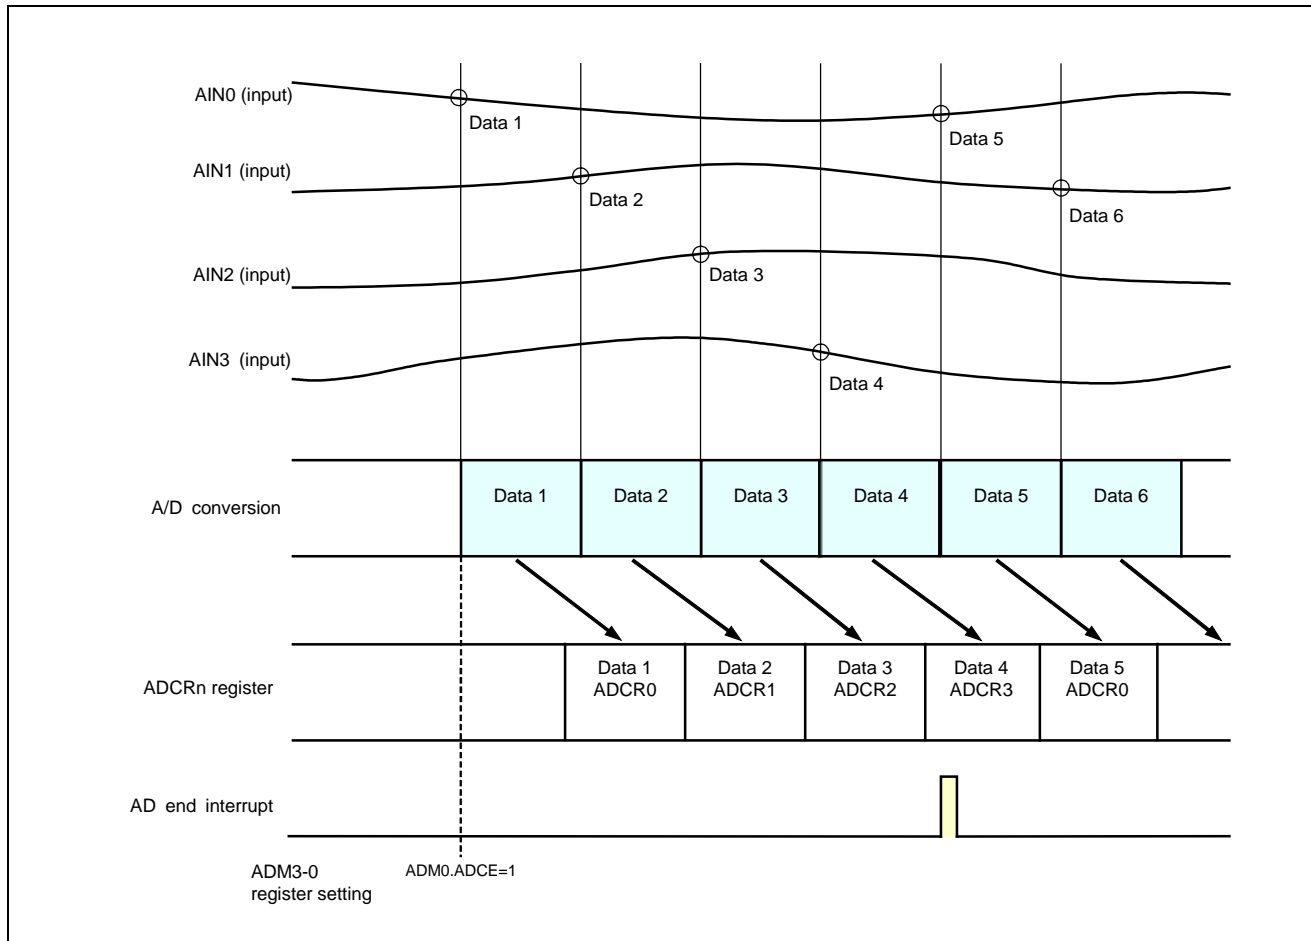 AIN0 (input)
Data 1
Data 5
AIN1 (input)
Data 2
Data 6
AIN2 (input)
Data 3
AIN3 (input)
Data 4
A/D conversion
Data 1
Data 2
Data 3
Data 4
Data 5
Data 6
ADCRn register
Data 1
ADCR0
Data 2
ADCR1
Data 3
ADCR2
Data 4
ADCR3
Data 5
ADCR0
AD end interrupt
ADM3-0
register setting
ADM0.ADCE=1